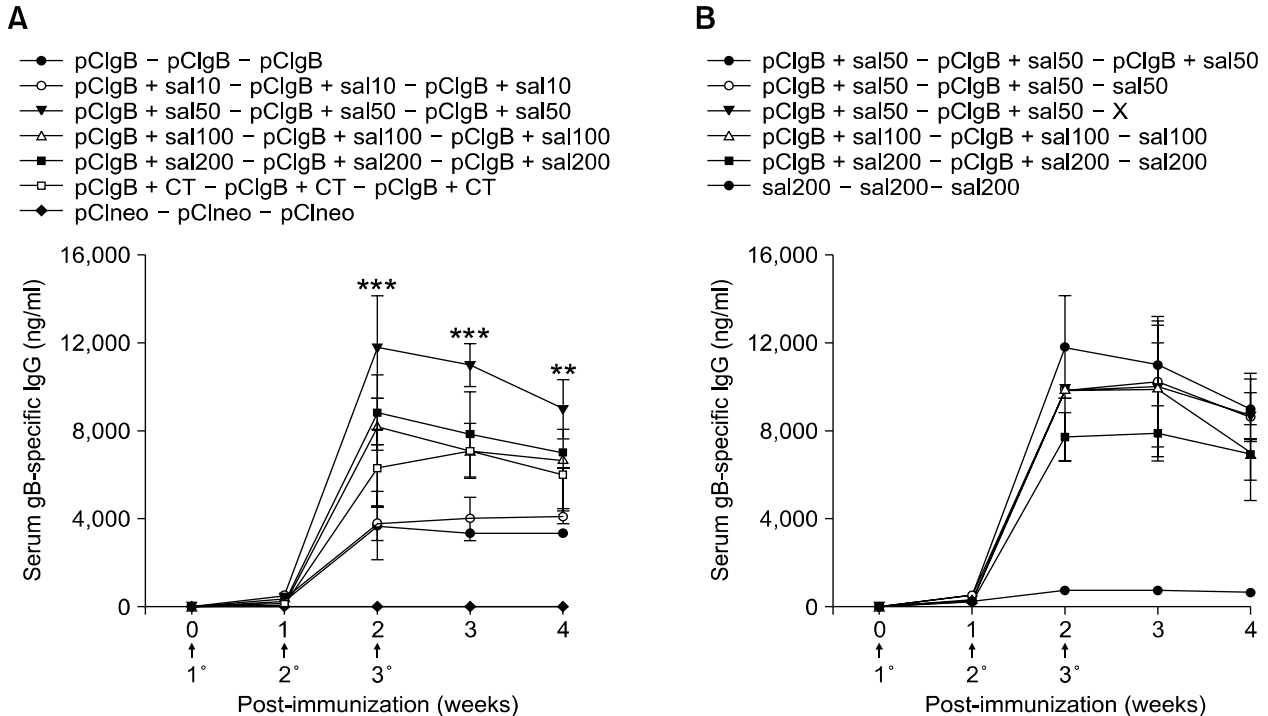 A
pCIgB – pCIgB – pCIgB
pCIgB + sal10 – pCIgB + sal10 – pCIgB + sal10
pCIgB + sal50 – pCIgB + sal50 – pCIgB + sal50
pCIgB + sal100 – pCIgB + sal100 – pCIgB + sal100
pCIgB + sal200 – pCIgB + sal200 – pCIgB + sal200
pCIgB + CT – pCIgB + CT – pCIgB + CT
pCIneo – pCIneo – pCIneo
Serum gB-specific IgG (ng/ml)
16,000
12,000
8,000
4,000
0
*** *** **
0 1 2 3 4
1° 2° 3°
Post-immunization (weeks)
B
pCIgB + sal50 – pCIgB + sal50 – pCIgB + sal50
pCIgB + sal50 – pCIgB + sal50 – sal50
pCIgB + sal50 – pCIgB + sal50 – X
pCIgB + sal100 – pCIgB + sal100 – sal100
pCIgB + sal200 – pCIgB + sal200 – sal200
sal200 – sal200 – sal200
Serum gB-specific IgG (ng/ml)
16,000
12,000
8,000
4,000
0
0 1 2 3 4
1° 2° 3°
Post-immunization (weeks)